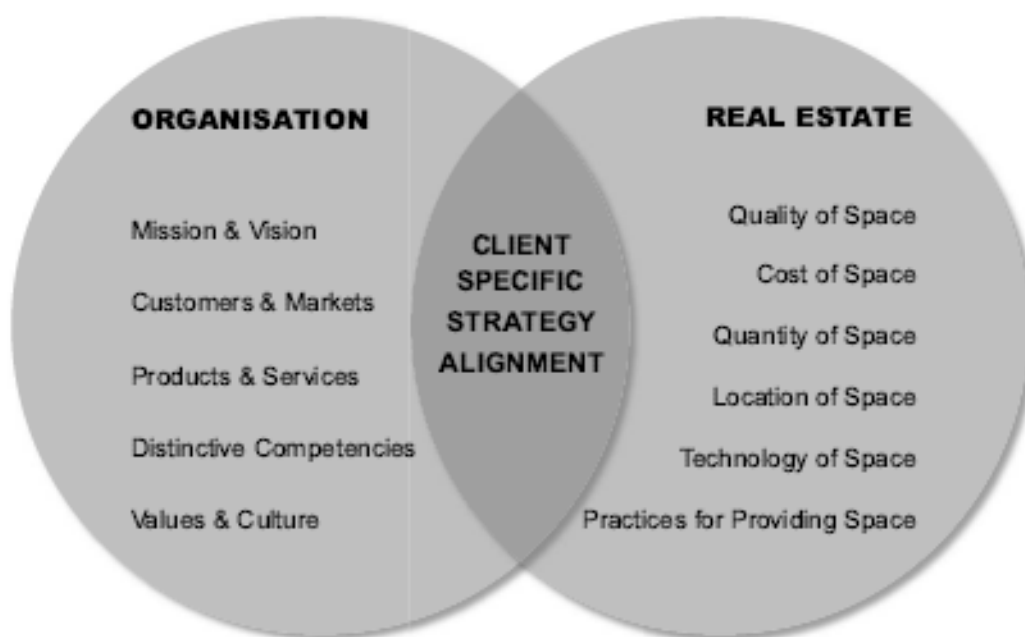 ORGANISATION
Mission & Vision
Customers & Markets
Products & Services
Distinctive Competencies
Values & Culture
CLIENT
SPECIFIC
STRATEGY
ALIGNMENT
REAL ESTATE
Quality of Space
Cost of Space
Quantity of Space
Location of Space
Technology of Space
Practices for Providing Space